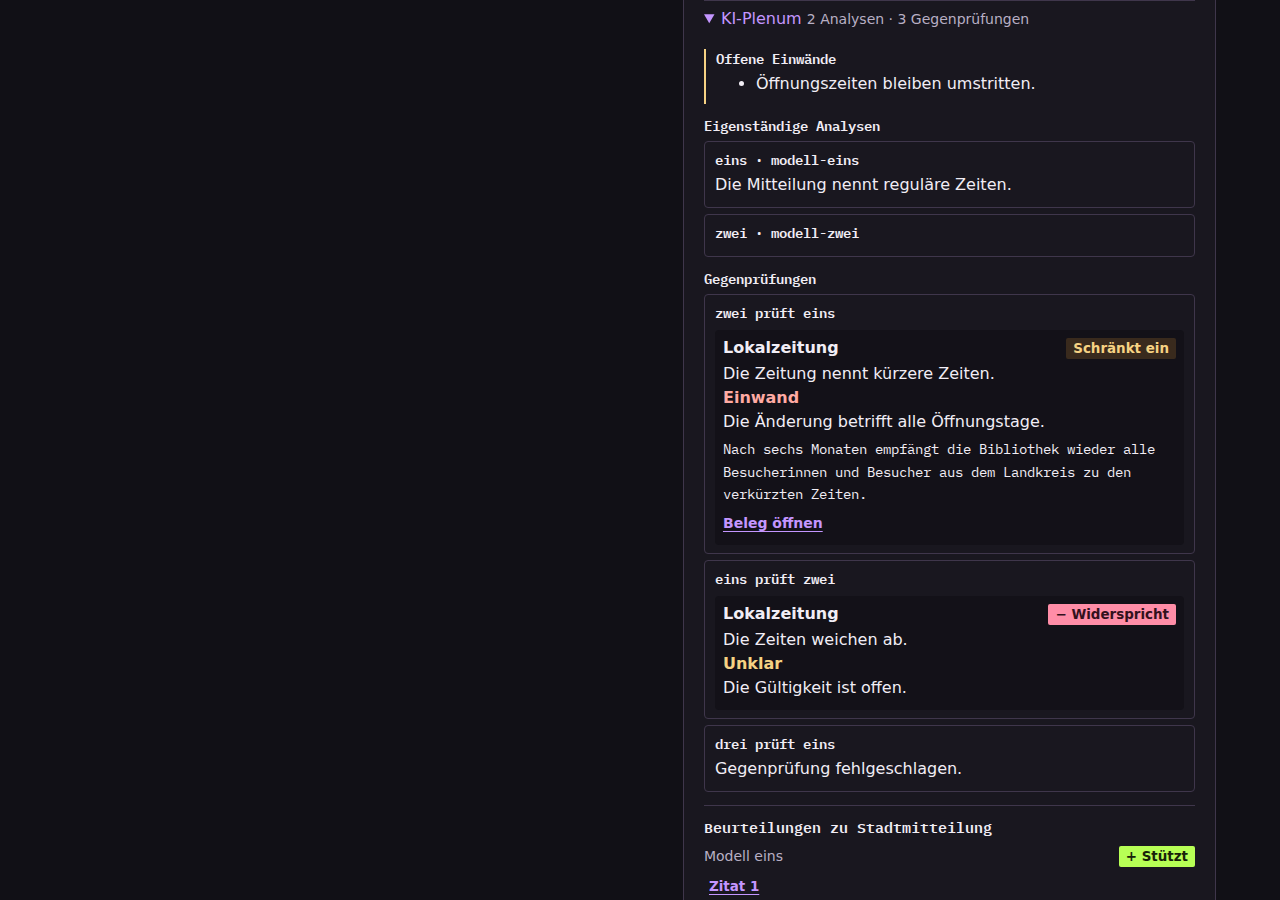 ▼ KI-Plenum 2 Analysen · 3 Gegenprüfungen
Offene Einwände
• Öffnungszeiten bleiben umstritten.
Eigenständige Analysen
eins · modell-eins
Die Mitteilung nennt reguläre Zeiten.
zwei · modell-zwei
Gegenprüfungen
zwei prüft eins
Lokalzeitung Schränkt ein
Die Zeitung nennt kürzere Zeiten.
Einwand
Die Änderung betrifft alle Öffnungstage.
Nach sechs Monaten empfängt die Bibliothek wieder alle
Besucherinnen und Besucher aus dem Landkreis zu den
verkürzten Zeiten.
Beleg öffnen
eins prüft zwei
Lokalzeitung − Widerspricht
Die Zeiten weichen ab.
Unklar
Die Gültigkeit ist offen.
drei prüft eins
Gegenprüfung fehlgeschlagen.
Beurteilungen zu Stadtmitteilung
Modell eins + Stützt
Zitat 1